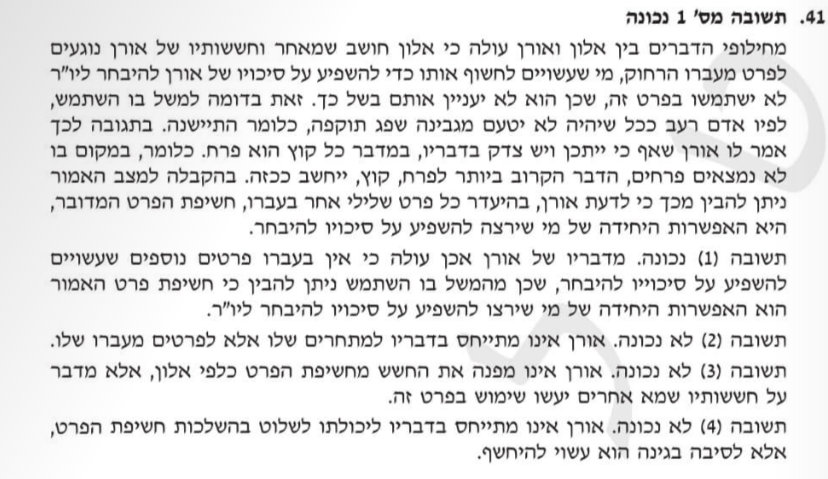 41. תשובה מס' 1 נכונה
מחילופי הדברים בין אלון ואורן עולה כי אלון חושב שמאחר וחששותיו של אורן נוגעים
לפרט מעברו הרחוק, מי שעשויים לחשוף אותו כדי להשפיע על סיכויו של אורן להיבחר ליו"ר
לא ישתמשו בפרט זה, שכן הוא לא יעניין אותם בשל כך. זאת בדומה למשל בו השתמש,
לפיו אדם רעב ככל שיהיה לא יטעם מגבינה שפג תוקפה, כלומר התיישנה. בתגובה לכך
אמר לו אורן שאף כי ייתכן ויש צדק בדבריו, במדבר כל קוץ הוא פרח. כלומר, במקום בו
לא נמצאים פרחים, הדבר הקרוב ביותר לפרח, קוץ, ייחשב ככזה. בהקבלה למצב האמור
ניתן להבין מכך כי לדעת אורן, בהיעדר כל פרט שלילי אחר בעברו, חשיפת הפרט המדובר,
היא האפשרות היחידה של מי שירצה להשפיע על סיכויו להיבחר.
תשובה (1) נכונה. מדבריו של אורן אכן עולה כי אין בעברו פרטים נוספים שעשויים
להשפיע על סיכוייו להיבחר, שכן מהמשל בו השתמש ניתן להבין כי חשיפת פרט האמור
הוא האפשרות היחידה של מי שירצו להשפיע על סיכויו להיבחר ליו"ר.
תשובה (2) לא נכונה. אורן אינו מתייחס בדבריו למתחרים שלו אלא לפרטים מעברו שלו.
תשובה (3) לא נכונה. אורן אינו מפנה את החשש מחשיפת הפרט כלפי אלון, אלא מדבר
על חששותיו שמא אחרים יעשו שימוש בפרט זה.
תשובה (4) לא נכונה. אורן אינו מתייחס בדבריו ליכולתו לשלוט בהשלכות חשיפת הפרט,
אלא לסיבה בגינה הוא עשוי להיחשף.